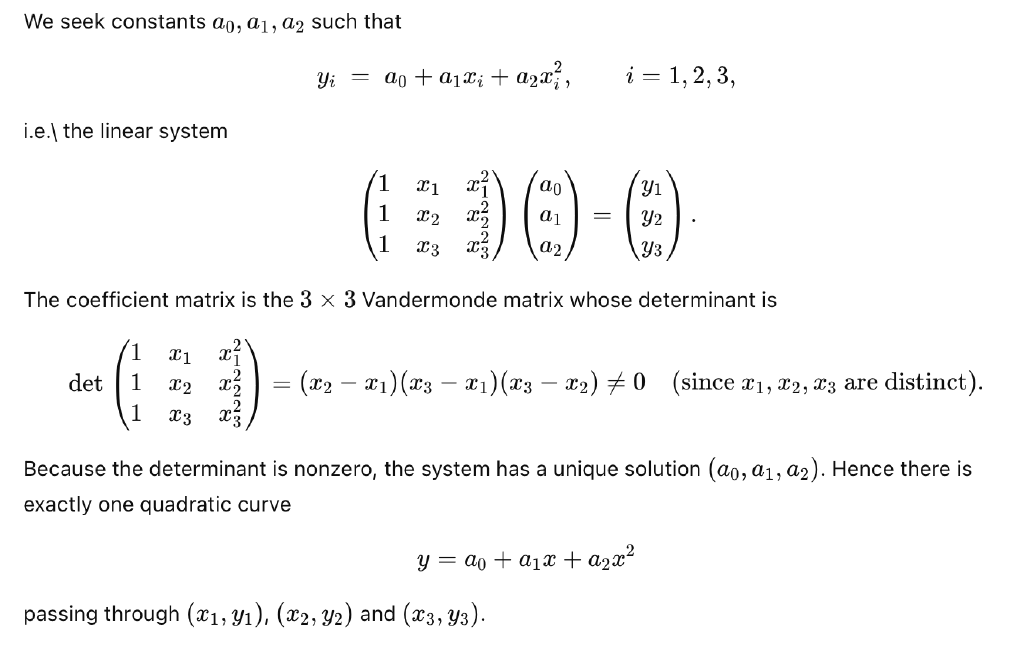 We seek constants a₀, a₁, a₂ such that
yᵢ = a₀ + a₁xᵢ + a₂xᵢ², i = 1, 2, 3,
i.e.\ the linear system
(1 x₁ x₁²; 1 x₂ x₂²; 1 x₃ x₃²) (a₀; a₁; a₂) = (y₁; y₂; y₃).
The coefficient matrix is the 3 × 3 Vandermonde matrix whose determinant is
det (1 x₁ x₁²; 1 x₂ x₂²; 1 x₃ x₃²) = (x₂ − x₁)(x₃ − x₁)(x₃ − x₂) ≠ 0 (since x₁, x₂, x₃ are distinct).
Because the determinant is nonzero, the system has a unique solution (a₀, a₁, a₂). Hence there is
exactly one quadratic curve
y = a₀ + a₁x + a₂x²
passing through (x₁, y₁), (x₂, y₂) and (x₃, y₃).